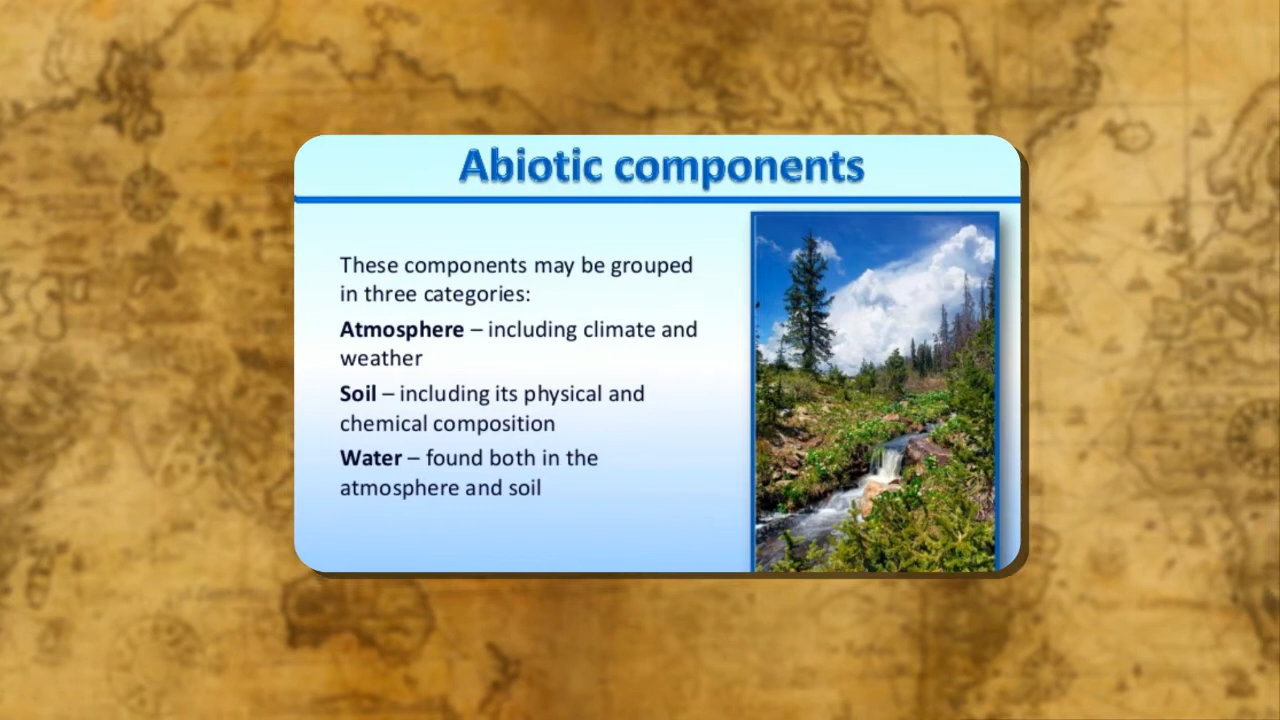 Abiotic components
These components may be grouped
in three categories:
Atmosphere – including climate and
weather
Soil – including its physical and
chemical composition
Water – found both in the
atmosphere and soil